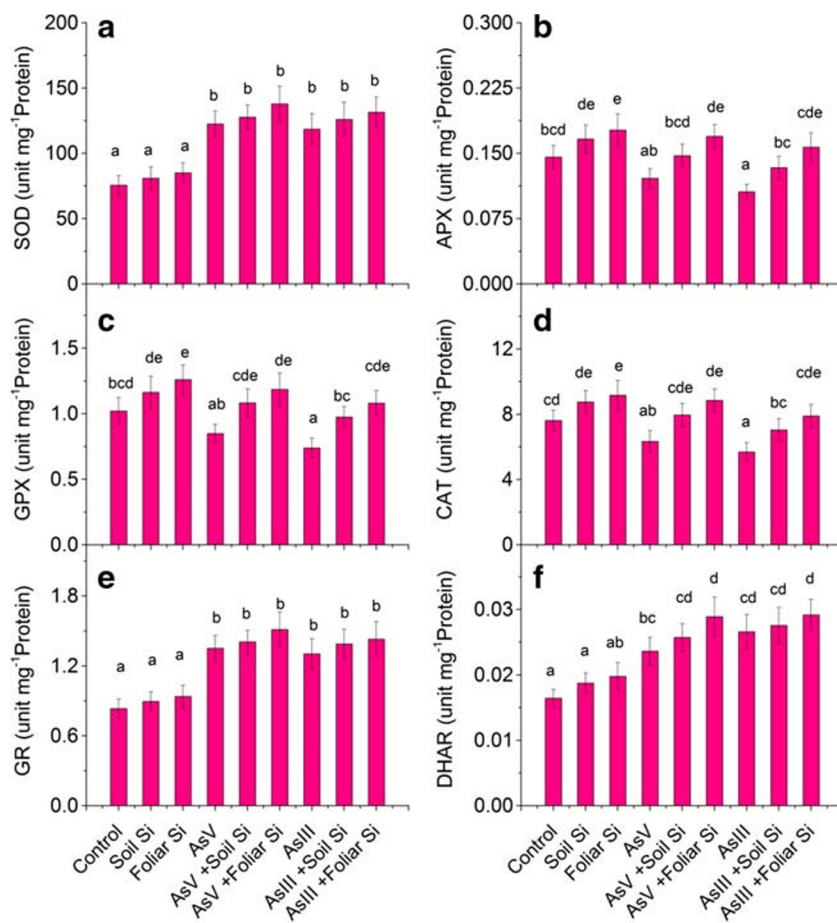 a
SOD (unit mg⁻¹Protein)
200
150
100
50
0
a a a b b b b b b
b
APX (unit mg⁻¹Protein)
0.300
0.225
0.150
0.075
0.000
bcd de e ab bcd de a bc cde
c
GPX (unit mg⁻¹Protein)
1.5
1.0
0.5
0.0
bcd de e ab cde de a bc cde
d
CAT (unit mg⁻¹Protein)
12
8
4
0
cd de e ab cde de a bc cde
e
GR (unit mg⁻¹Protein)
1.8
1.2
0.6
0.0
a a a b b b b b b
Control
Soil Si
Foliar Si
AsV
AsV +Soil Si
AsV +Foliar Si
AsIII
AsIII +Soil Si
AsIII +Foliar Si
f
DHAR (unit mg⁻¹Protein)
0.03
0.02
0.01
0.00
a a ab bc cd d cd cd d
Control
Soil Si
Foliar Si
AsV
AsV +Soil Si
AsV +Foliar Si
AsIII
AsIII +Soil Si
AsIII +Foliar Si